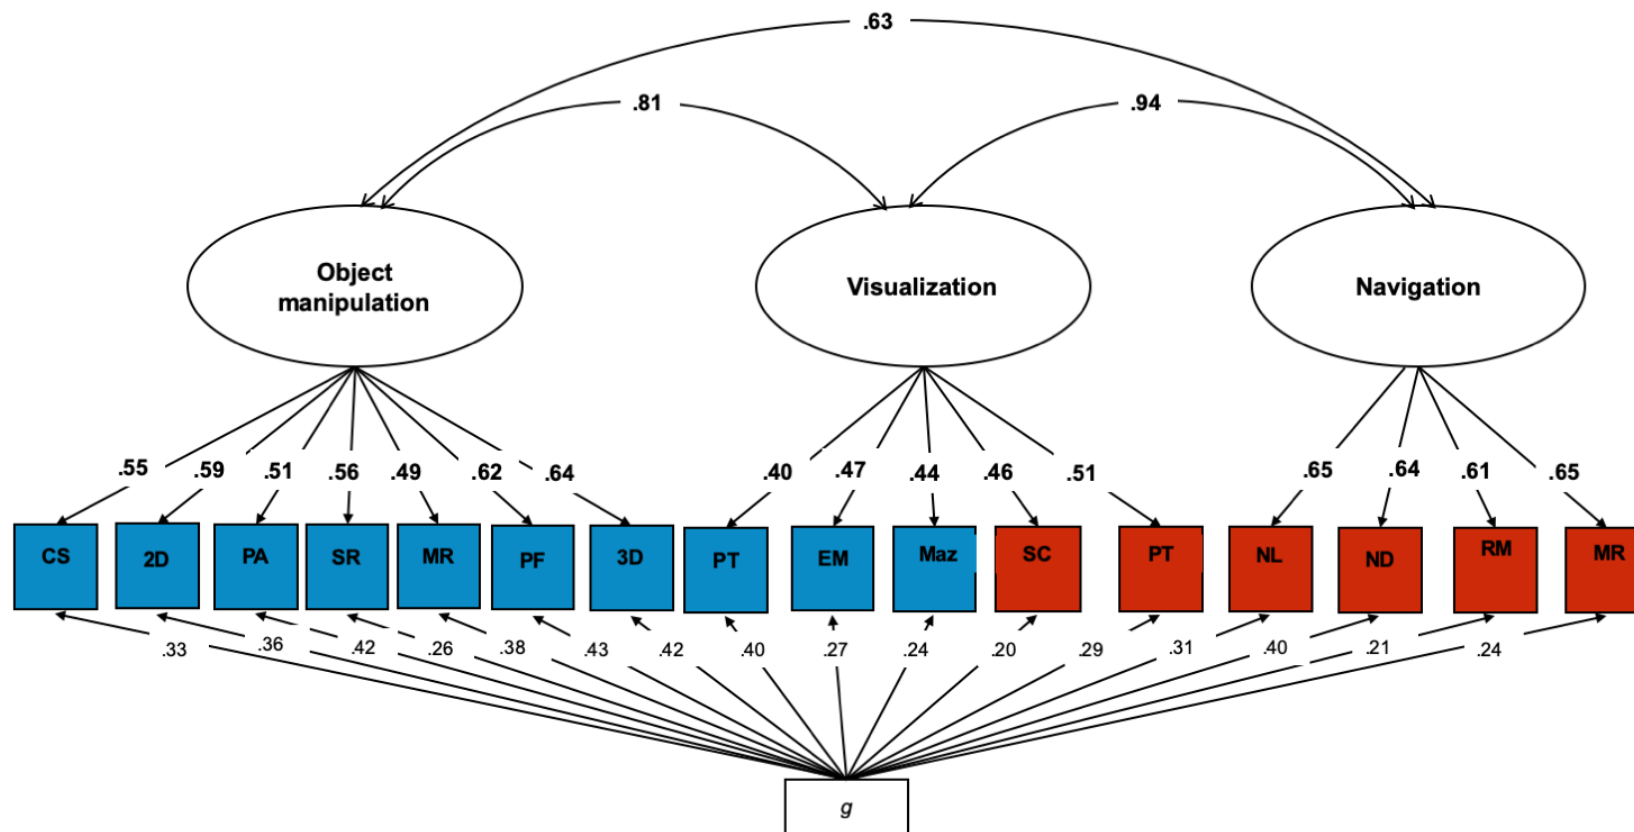 .63
.81
.94
Object
manipulation
Visualization
Navigation
.55
.59
.51
.56
.49
.62
.64
.40
.47
.44
.46
.51
.65
.64
.61
.65
CS
2D
PA
SR
MR
PF
3D
PT
EM
Maz
SC
PT
NL
ND
RM
MR
.33
.36
.42
.26
.38
.43
.42
.40
.27
.24
.20
.29
.31
.40
.21
.24
g